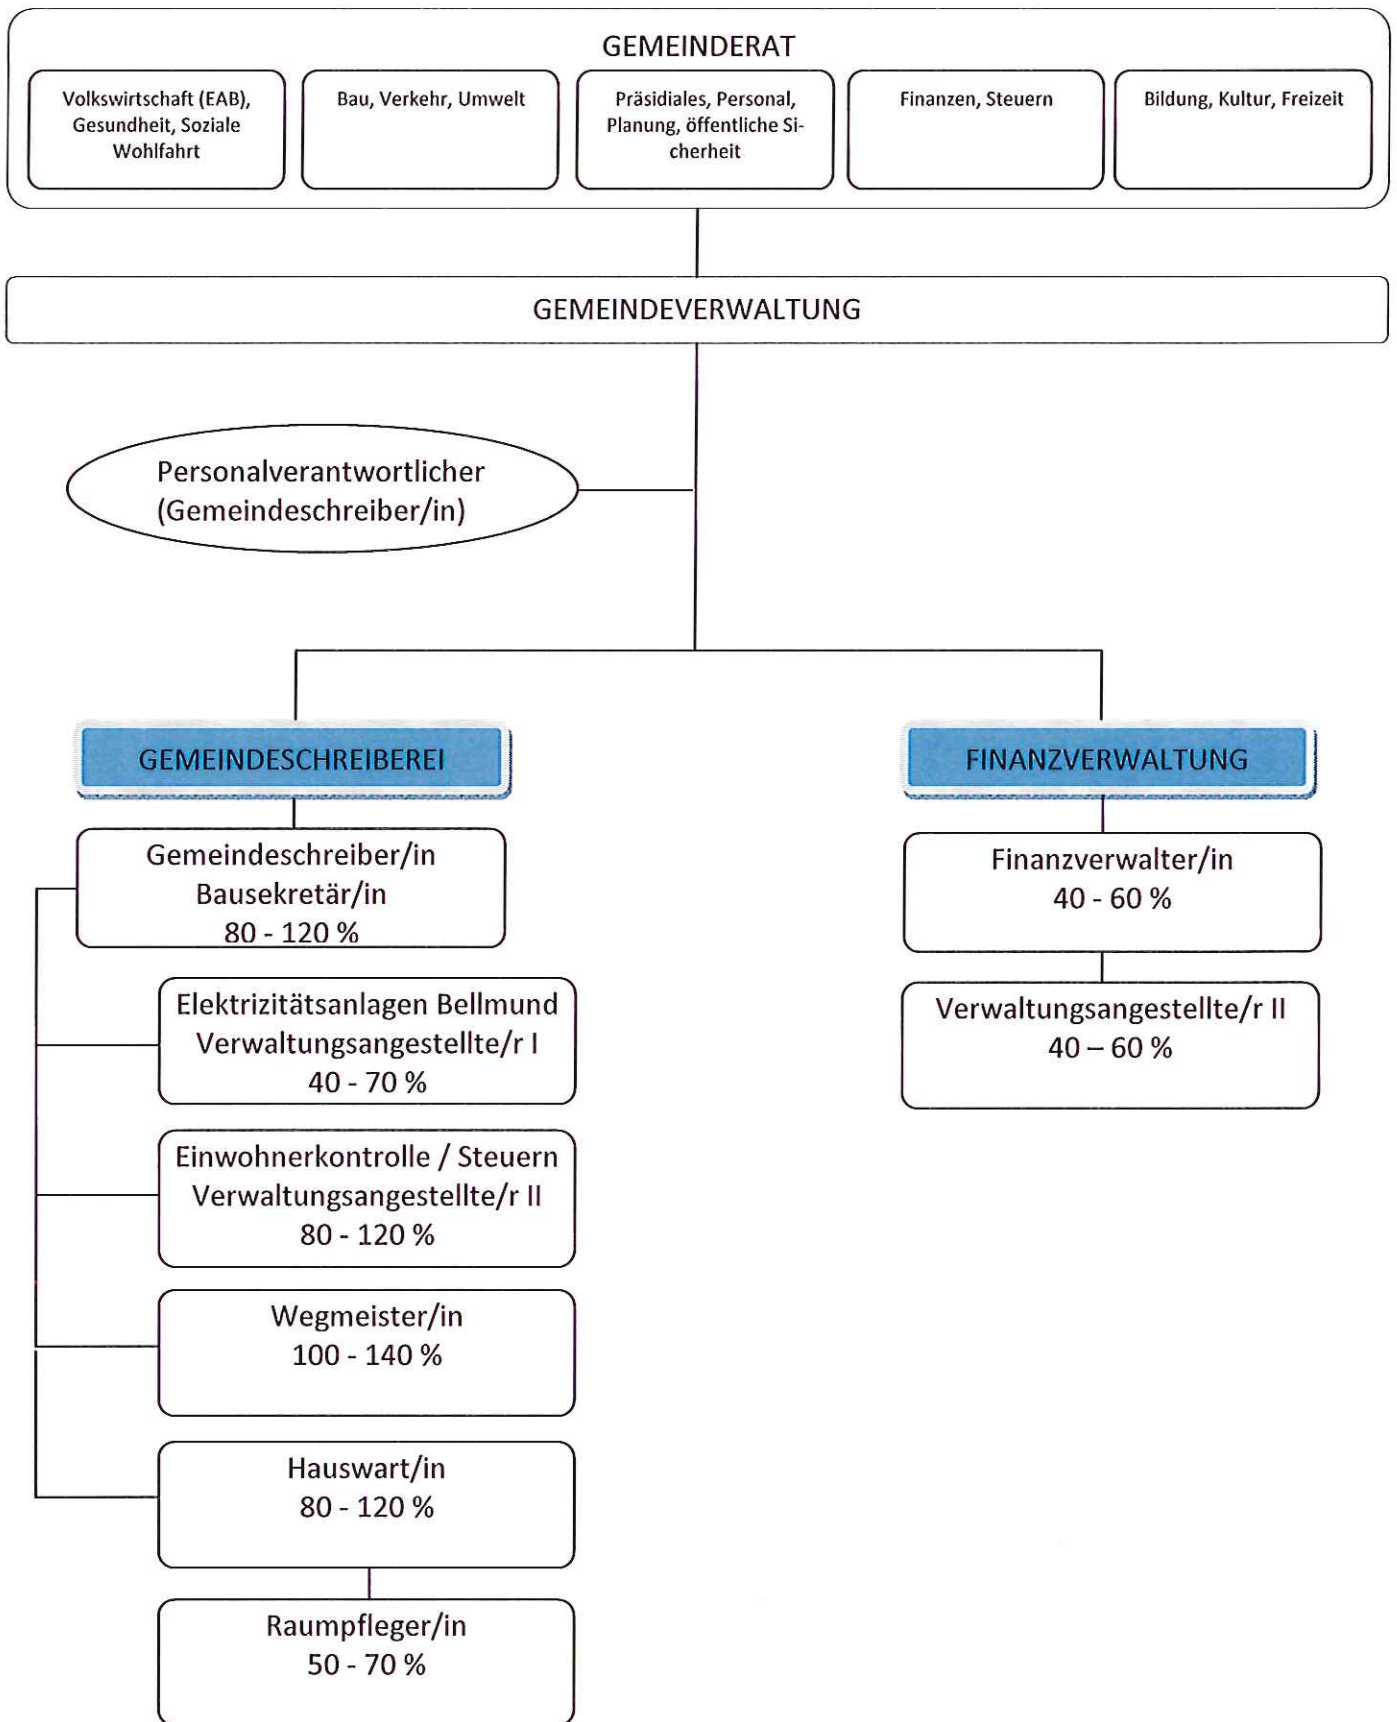 GEMEINDERAT
Volkswirtschaft (EAB),
Gesundheit, Soziale
Wohlfahrt
Bau, Verkehr, Umwelt
Präsidiales, Personal,
Planung, öffentliche Si-
cherheit
Finanzen, Steuern
Bildung, Kultur, Freizeit
GEMEINDEVERWALTUNG
Personalverantwortlicher
(Gemeindeschreiber/in)
GEMEINDESCHREIBEREI
Gemeindeschreiber/in
Bausekretär/in
80 - 120 %
Elektrizitätsanlagen Bellmund
Verwaltungsangestellte/r I
40 - 70 %
Einwohnerkontrolle / Steuern
Verwaltungsangestellte/r II
80 - 120 %
Wegmeister/in
100 - 140 %
Hauswart/in
80 - 120 %
Raumpfleger/in
50 - 70 %
FINANZVERWALTUNG
Finanzverwalter/in
40 - 60 %
Verwaltungsangestellte/r II
40 – 60 %